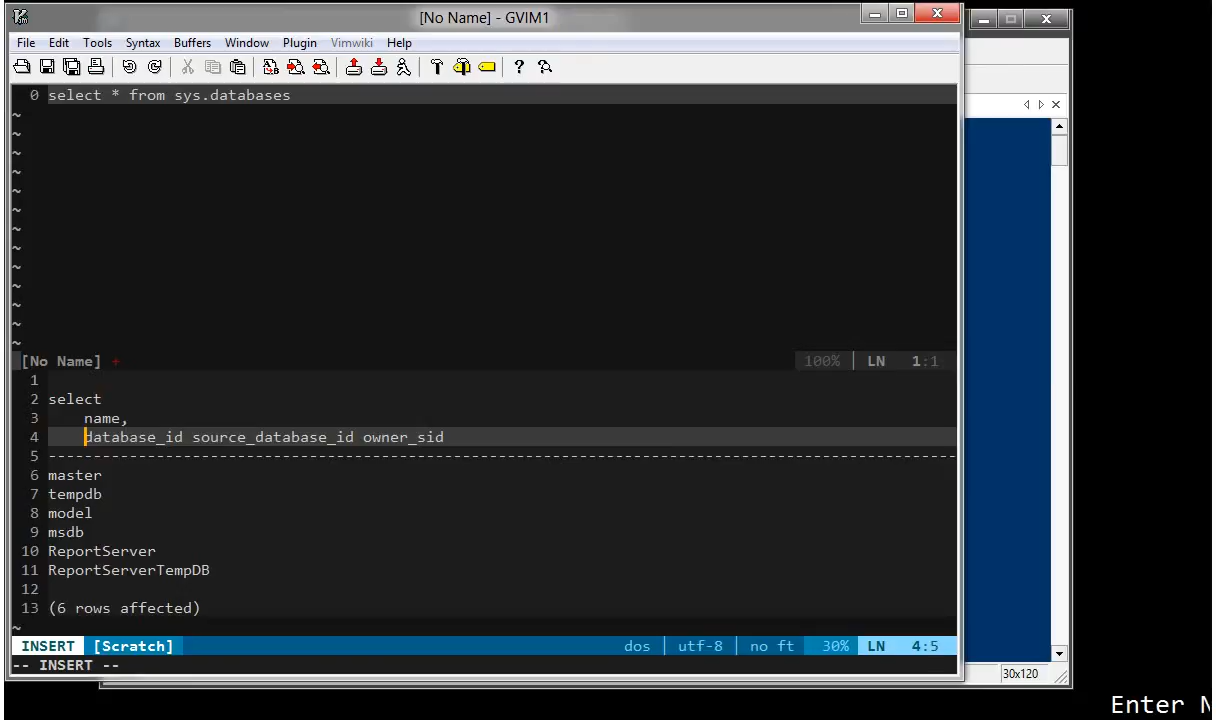 [No Name] - GVIM1
File Edit Tools Syntax Buffers Window Plugin Vimwiki Help
0 select * from sys.databases
~
~
~
~
~
~
~
~
~
~
~
~
~
[No Name] + 100% LN 1:1
1
2 select
3 name,
4 database_id source_database_id owner_sid
5 -----------------------------------------------------------------------------------------------------
6 master
7 tempdb
8 model
9 msdb
10 ReportServer
11 ReportServerTempDB
12
13 (6 rows affected)
~
INSERT [Scratch] dos utf-8 no ft 30% LN 4:5
-- INSERT --
30x120
Enter N